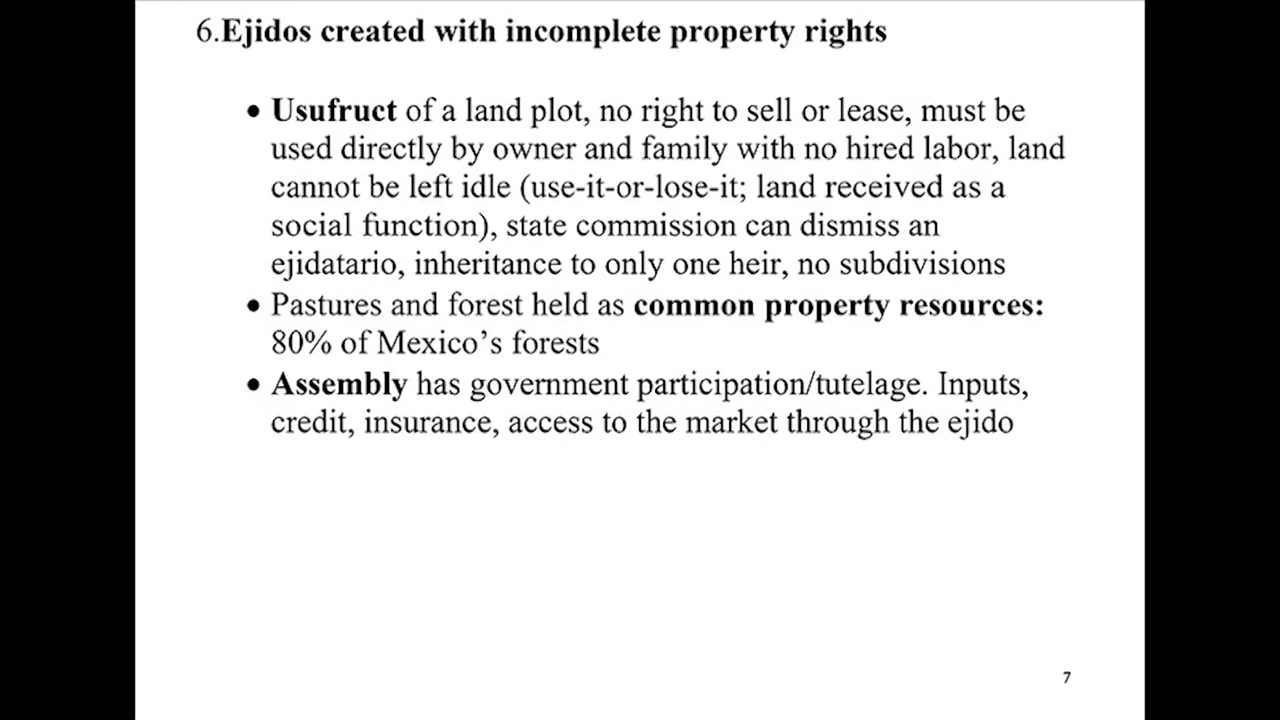 6.Ejidos created with incomplete property rights
• Usufruct of a land plot, no right to sell or lease, must be
used directly by owner and family with no hired labor, land
cannot be left idle (use-it-or-lose-it; land received as a
social function), state commission can dismiss an
ejidatario, inheritance to only one heir, no subdivisions
• Pastures and forest held as common property resources:
80% of Mexico’s forests
• Assembly has government participation/tutelage. Inputs,
credit, insurance, access to the market through the ejido
7